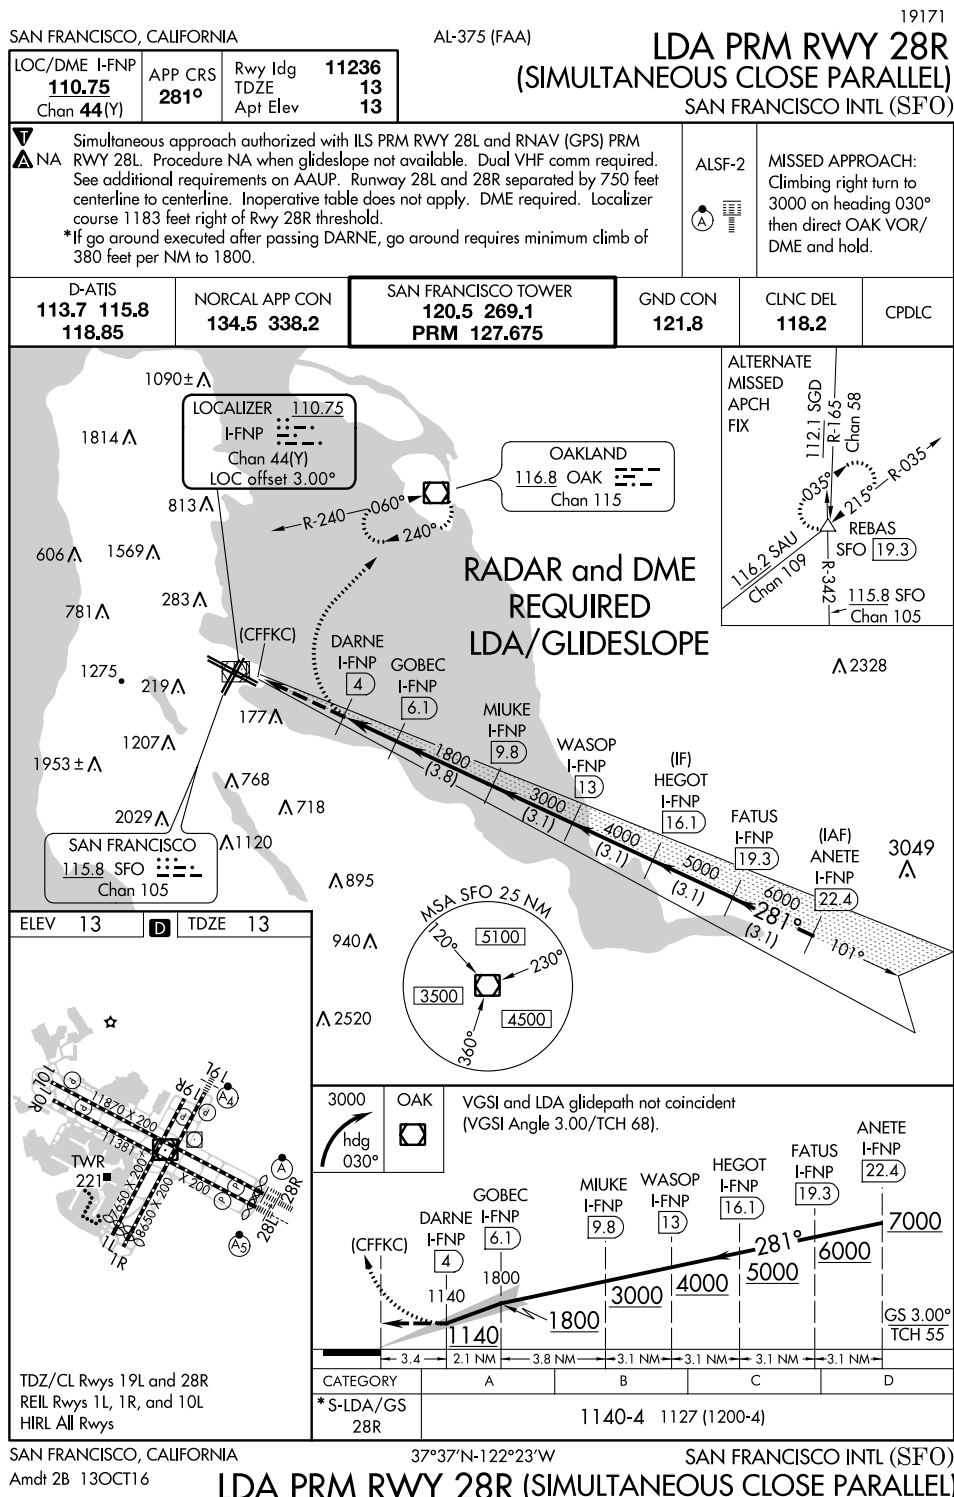 19171
SAN FRANCISCO, CALIFORNIA
AL-375 (FAA)
LDA PRM RWY 28R
(SIMULTANEOUS CLOSE PARALLEL)
SAN FRANCISCO INTL (SFO)
LOC/DME I-FNP
110.75
Chan 44(Y)
APP CRS
281°
Rwy ldg 11236
TDZE 13
Apt Elev 13
T
A NA
Simultaneous approach authorized with ILS PRM RWY 28L and RNAV (GPS) PRM
RWY 28L. Procedure NA when glideslope not available. Dual VHF comm required.
See additional requirements on AAUP. Runway 28L and 28R separated by 750 feet
centerline to centerline. Inoperative table does not apply. DME required. Localizer
course 1183 feet right of Rwy 28R threshold.
*If go around executed after passing DARNE, go around requires minimum climb of
380 feet per NM to 1800.
ALSF-2
A
MISSED APPROACH:
Climbing right turn to
3000 on heading 030°
then direct OAK VOR/
DME and hold.
D-ATIS
113.7 115.8
118.85
NORCAL APP CON
134.5 338.2
SAN FRANCISCO TOWER
120.5 269.1
PRM 127.675
GND CON
121.8
CLNC DEL
118.2
CPDLC
1090±
1814
813
606
1569
781
283
1275
219
177
1207
1953±
768
2029
718
1120
895
940
2520
2328
3049
LOCALIZER 110.75
I-FNP
Chan 44(Y)
LOC offset 3.00°
OAKLAND
116.8 OAK
Chan 115
R-240
060°
240°
RADAR and DME
REQUIRED
LDA/GLIDESLOPE
ALTERNATE
MISSED
APCH
FIX
112.1 SGD
R-165
Chan 58
035°
215°
R-035
REBAS
SFO 19.3
116.2 SAU
Chan 109
R-342
115.8 SFO
Chan 105
(CFFKC)
DARNE
I-FNP
4
GOBEC
I-FNP
6.1
MIUKE
I-FNP
9.8
WASOP
I-FNP
13
(IF)
HEGOT
I-FNP
16.1
FATUS
I-FNP
19.3
(IAF)
ANETE
I-FNP
22.4
1800
(3.8)
3000
(3.1)
4000
(3.1)
5000
(3.1)
6000
281°
(3.1)
101°
SAN FRANCISCO
115.8 SFO
Chan 105
MSA SFO 25 NM
120°
5100
230°
3500
4500
360°
ELEV 13
D
TDZE 13
10L
10R
19L
19R
11870 X 200
11381 X 200
7650 X 200
8650 X 200
P
P
P
P
P
P
A4
A
A5
TWR
221
1L
1R
28L
28R
TDZ/CL Rwys 19L and 28R
REIL Rwys 1L, 1R, and 10L
HIRL All Rwys
3000
hdg
030°
OAK
VGSI and LDA glidepath not coincident
(VGSI Angle 3.00/TCH 68).
(CFFKC)
DARNE
I-FNP
4
GOBEC
I-FNP
6.1
MIUKE
I-FNP
9.8
WASOP
I-FNP
13
HEGOT
I-FNP
16.1
FATUS
I-FNP
19.3
ANETE
I-FNP
22.4
1140
1800
1140
1800
3000
4000
5000
6000
7000
281°
GS 3.00°
TCH 55
3.4
2.1 NM
3.8 NM
3.1 NM
3.1 NM
3.1 NM
3.1 NM
CATEGORY
A
B
C
D
*S-LDA/GS
28R
1140-4 1127 (1200-4)
SAN FRANCISCO, CALIFORNIA
37°37'N-122°23'W
SAN FRANCISCO INTL (SFO)
Amdt 2B 13OCT16
LDA PRM RWY 28R (SIMULTANEOUS CLOSE PARALLEL)